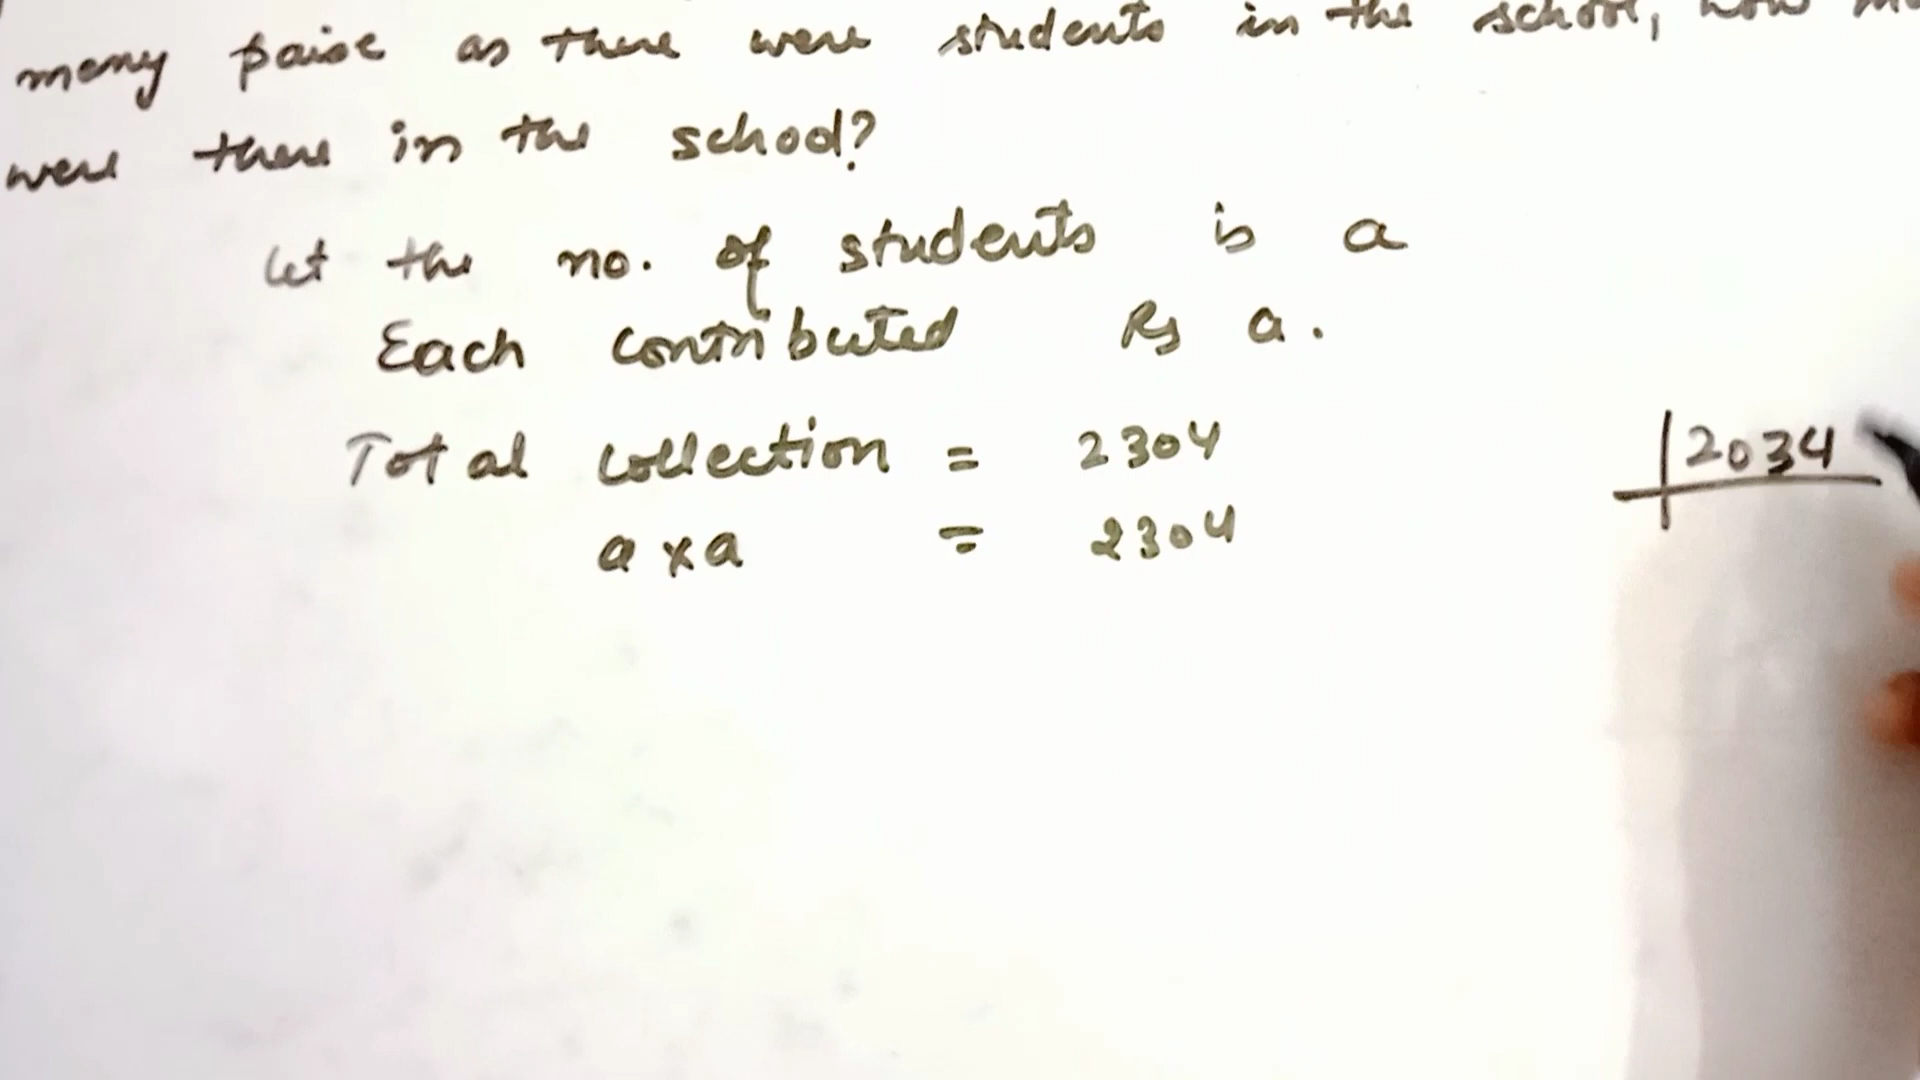 many paise as there were students in the school, how
were there in the school?
Let the no. of students is a
Each contributed Rs a.
Total collection = 2304
a x a = 2304
2034